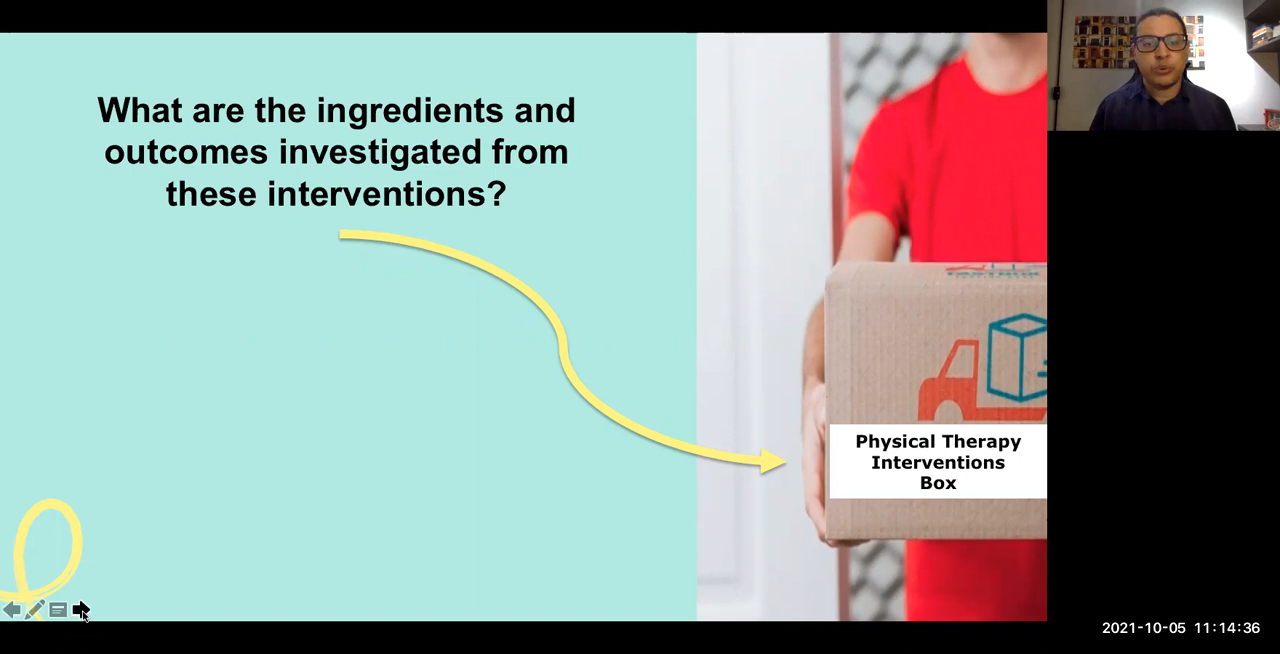 What are the ingredients and
outcomes investigated from
these interventions?
Physical Therapy
Interventions
Box
2021-10-05 11:14:36